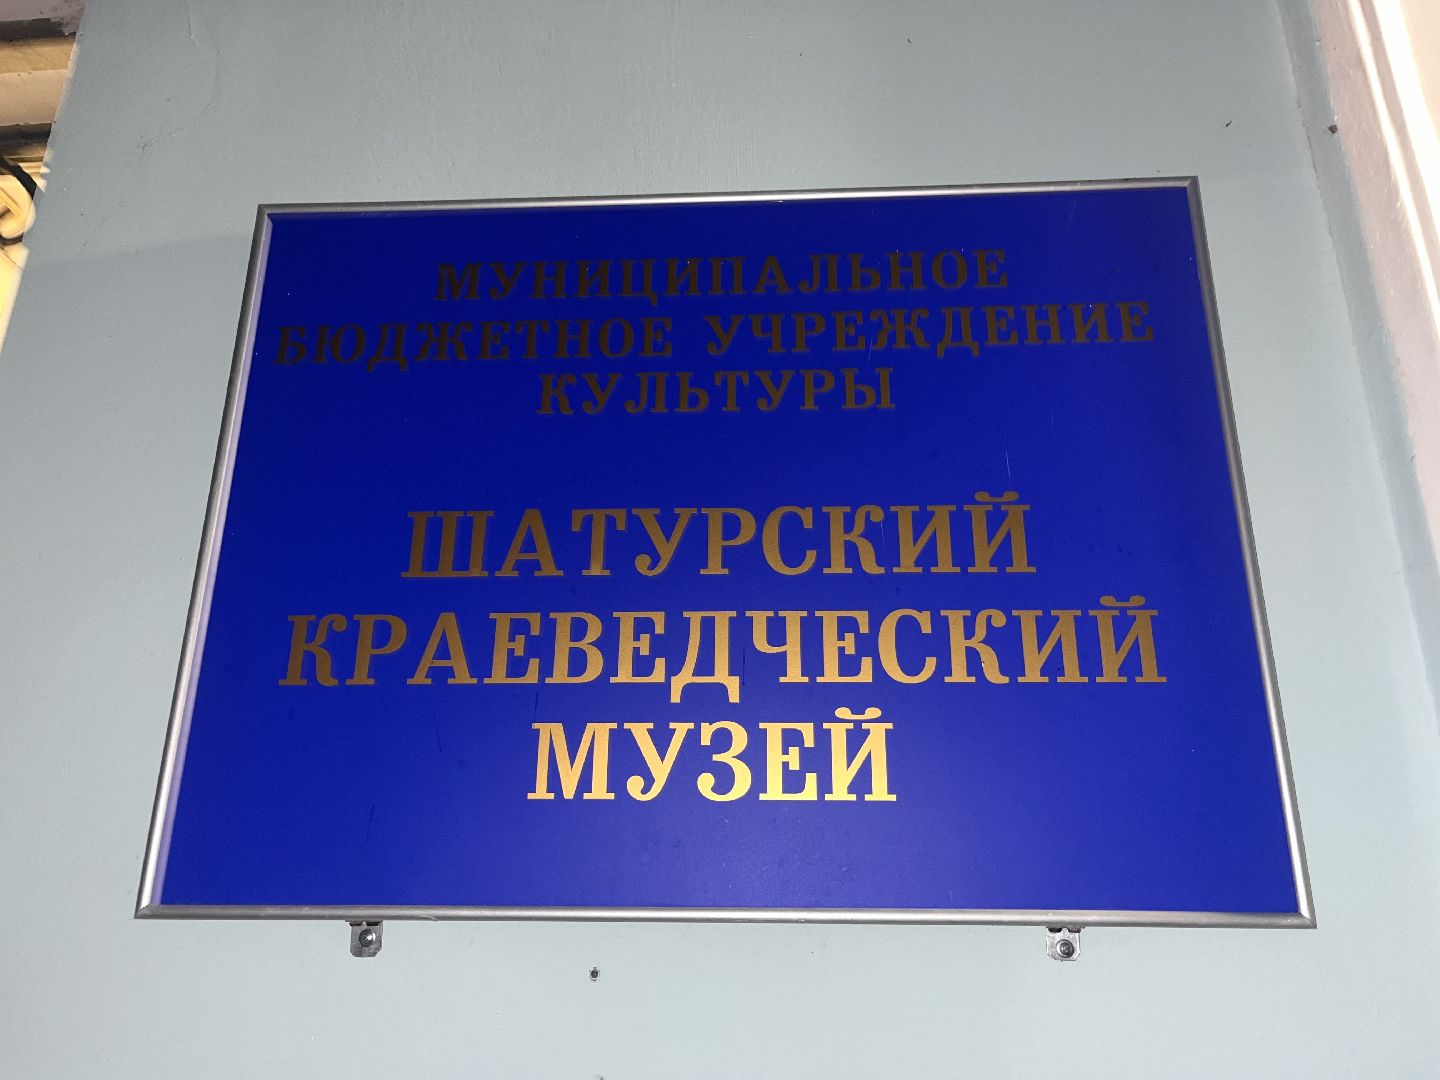 МУНИЦИПАЛЬНОЕ
БЮДЖЕТНОЕ УЧРЕЖДЕНИЕ
КУЛЬТУРЫ
ШАТУРСКИЙ
КРАЕВЕДЧЕСКИЙ
МУЗЕЙ